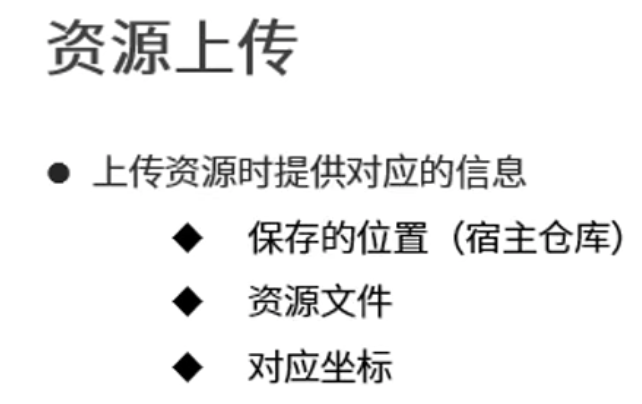 资源上传
● 上传资源时提供对应的信息
◆ 保存的位置（宿主仓库）
◆ 资源文件
◆ 对应坐标